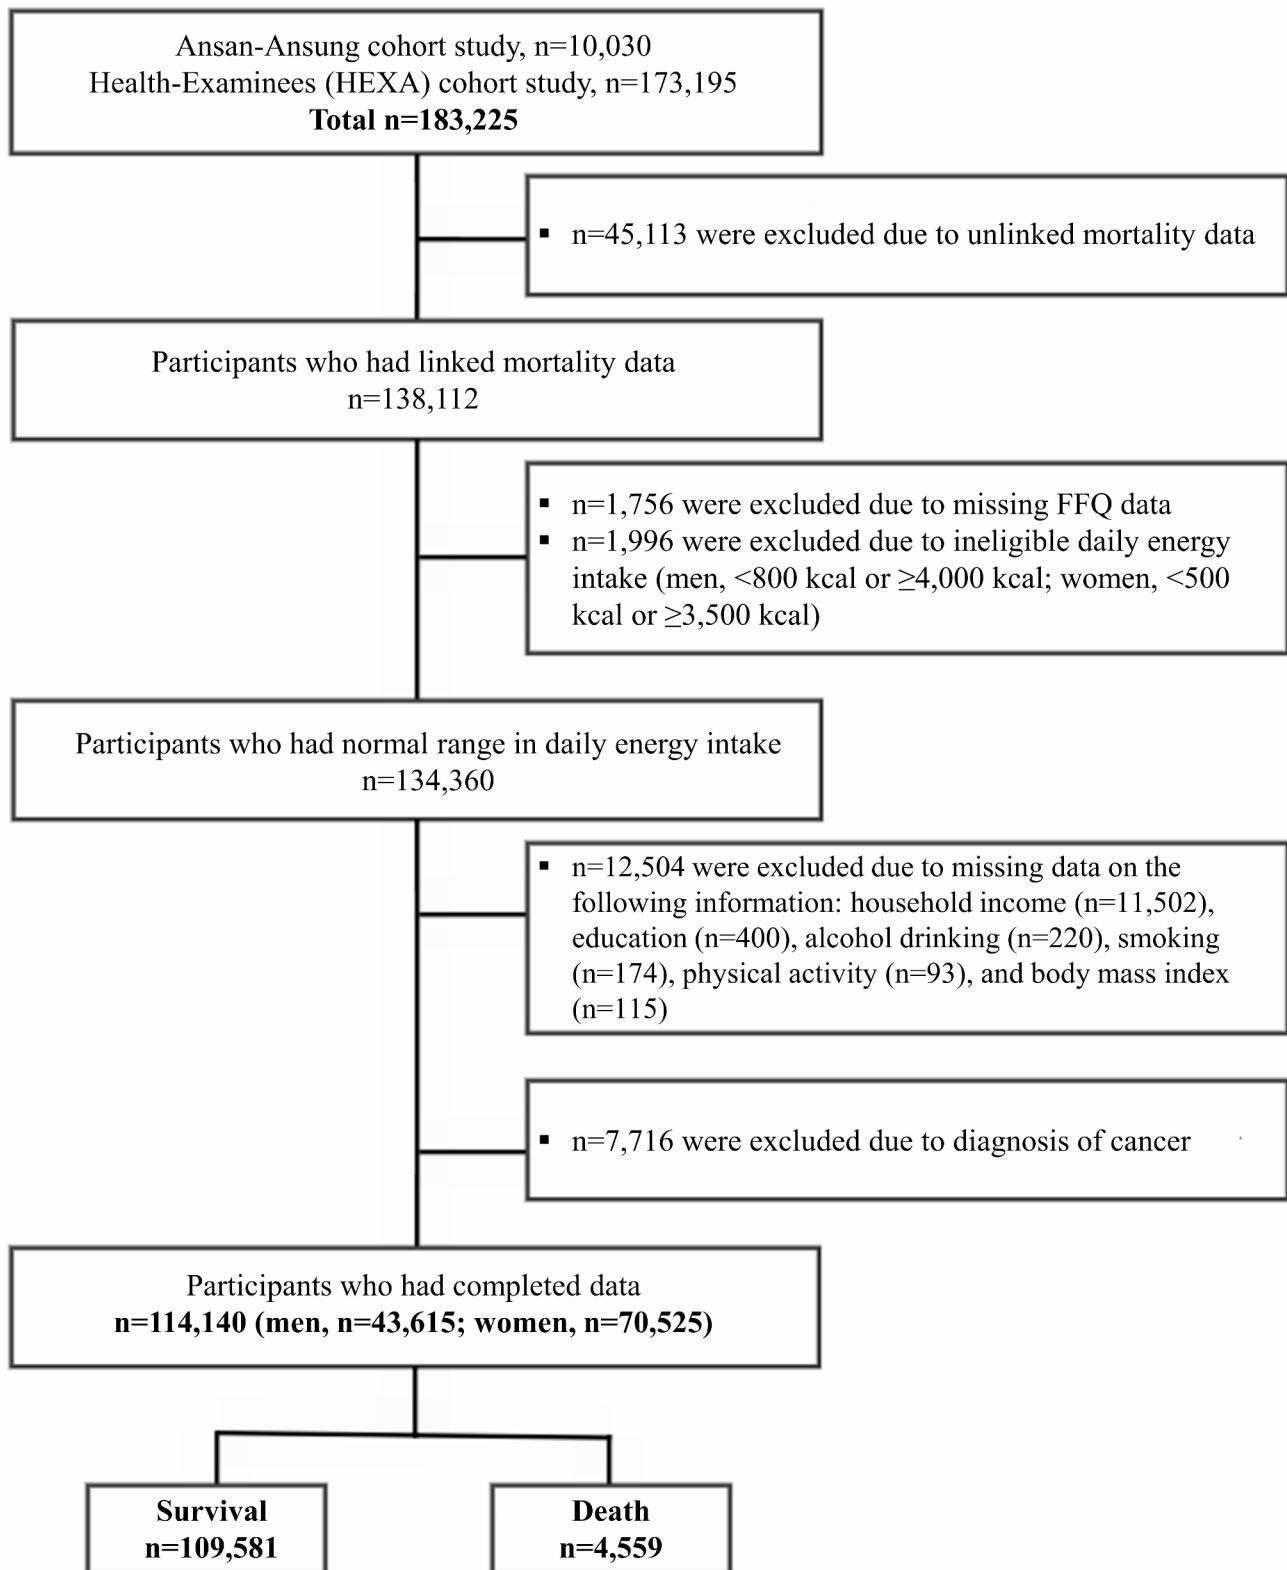 Ansan-Ansung cohort study, n=10,030
Health-Examinees (HEXA) cohort study, n=173,195
Total n=183,225
▪ n=45,113 were excluded due to unlinked mortality data
Participants who had linked mortality data
n=138,112
▪ n=1,756 were excluded due to missing FFQ data
▪ n=1,996 were excluded due to ineligible daily energy
intake (men, <800 kcal or ≥4,000 kcal; women, <500
kcal or ≥3,500 kcal)
Participants who had normal range in daily energy intake
n=134,360
▪ n=12,504 were excluded due to missing data on the
following information: household income (n=11,502),
education (n=400), alcohol drinking (n=220), smoking
(n=174), physical activity (n=93), and body mass index
(n=115)
▪ n=7,716 were excluded due to diagnosis of cancer
Participants who had completed data
n=114,140 (men, n=43,615; women, n=70,525)
Survival
n=109,581
Death
n=4,559